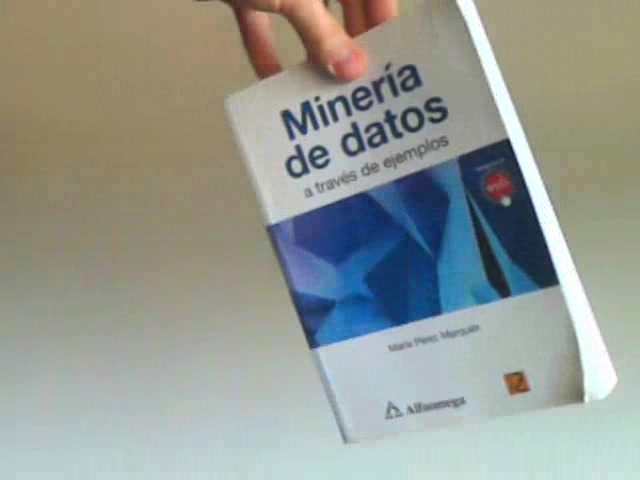 Minería
de datos
a través de ejemplos
María Pérez Marqués
Alfaomega